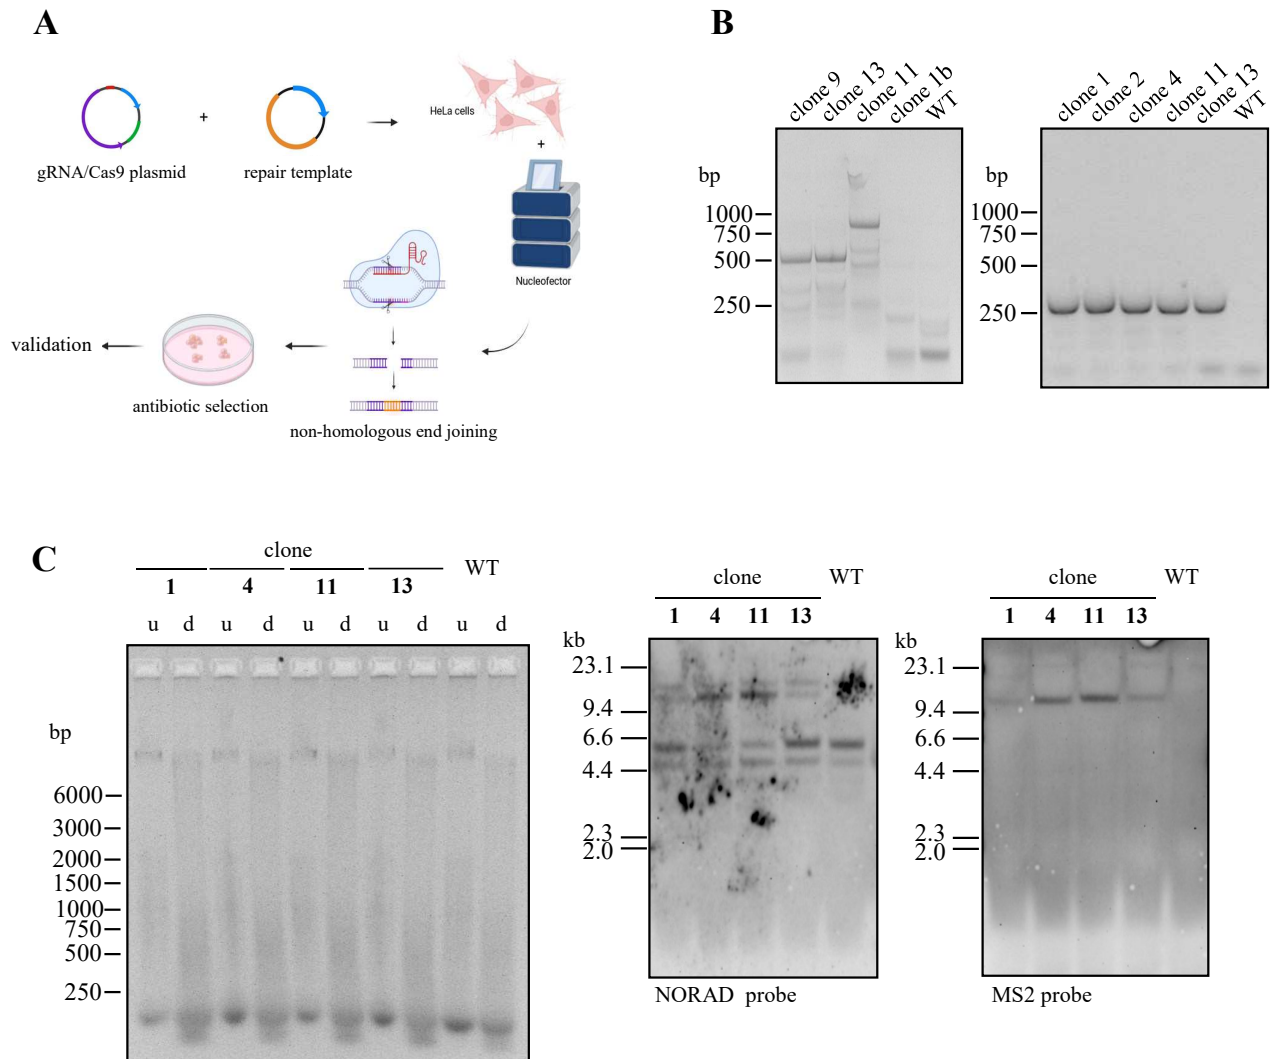 A
gRNA/Cas9 plasmid
+
repair template
HeLa cells
+
Nucleofector
non-homologous end joining
antibiotic selection
validation
B
clone 9
clone 13
clone 11
clone 1b
WT
bp
1000
750
500
250
clone 1
clone 2
clone 4
clone 11
clone 13
WT
bp
1000
750
500
250
C
clone
WT
1 4 11 13
u d u d u d u d u d
bp
6000
3000
2000
1500
1000
750
500
250
clone WT
1 4 11 13
kb
23.1
9.4
6.6
4.4
2.3
2.0
NORAD probe
clone WT
1 4 11 13
kb
23.1
9.4
6.6
4.4
2.3
2.0
MS2 probe